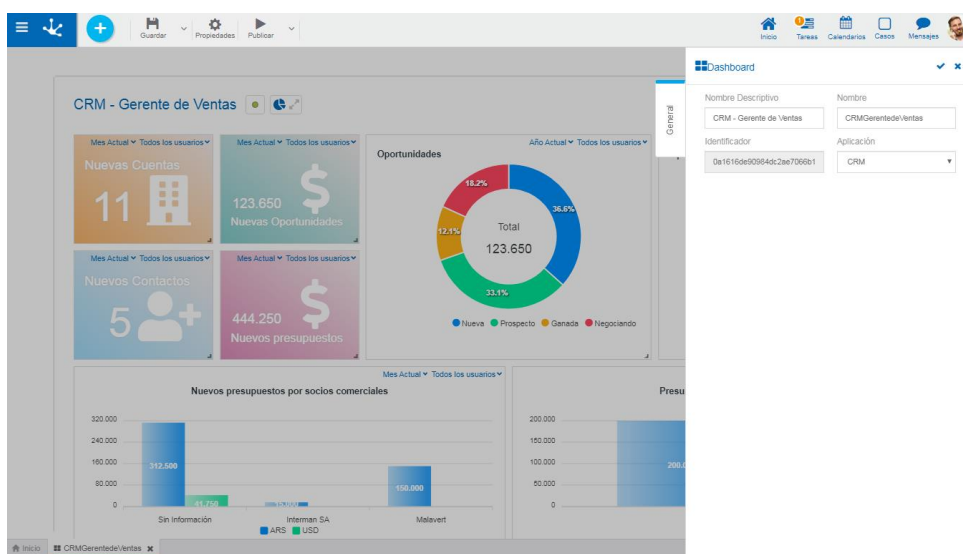 Guardar
Propiedades
Publicar
Inicio
Tareas
Calendarios
Casos
Mensajes
Dashboard
General
Nombre Descriptivo
Nombre
CRM - Gerente de Ventas
CRMGerentedeVentas
Identificador
Aplicación
0a1616de90984dc2ae7066b1
CRM
CRM - Gerente de Ventas
Mes Actual Todos los usuarios
Nuevas Cuentas
11
Mes Actual Todos los usuarios
123.650
Nuevas Oportunidades
Mes Actual Todos los usuarios
Nuevos Contactos
5
Mes Actual Todos los usuarios
444.250
Nuevos presupuestos
Año Actual Todos los usuarios
Oportunidades
18.2%
36.6%
12.1%
33.1%
Total
123.650
Nueva Prospecto Ganada Negociando
Mes Actual Todos los usuarios
Nuevos presupuestos por socios comerciales
320.000
240.000
160.000
80.000
0
312.500
41.750
15.000
150.000
Sin Información
Interman SA
Malavert
ARS USD
Presu
200.000
150.000
100.000
50.000
0
200.0
Inicio
CRMGerentedeVentas